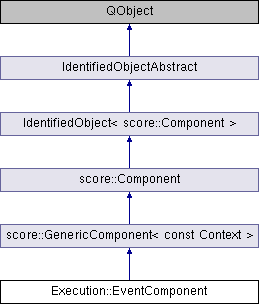 QObject
IdentifiedObjectAbstract
IdentifiedObject< score::Component >
score::Component
score::GenericComponent< const Context >
Execution::EventComponent